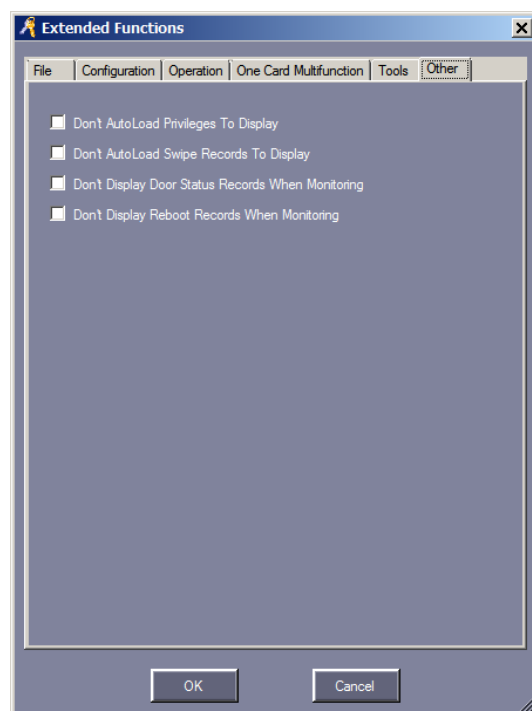 Extended Functions
File Configuration Operation One Card Multifunction Tools Other
Don't AutoLoad Privileges To Display
Don't AutoLoad Swipe Records To Display
Don't Display Door Status Records When Monitoring
Don't Display Reboot Records When Monitoring
OK Cancel